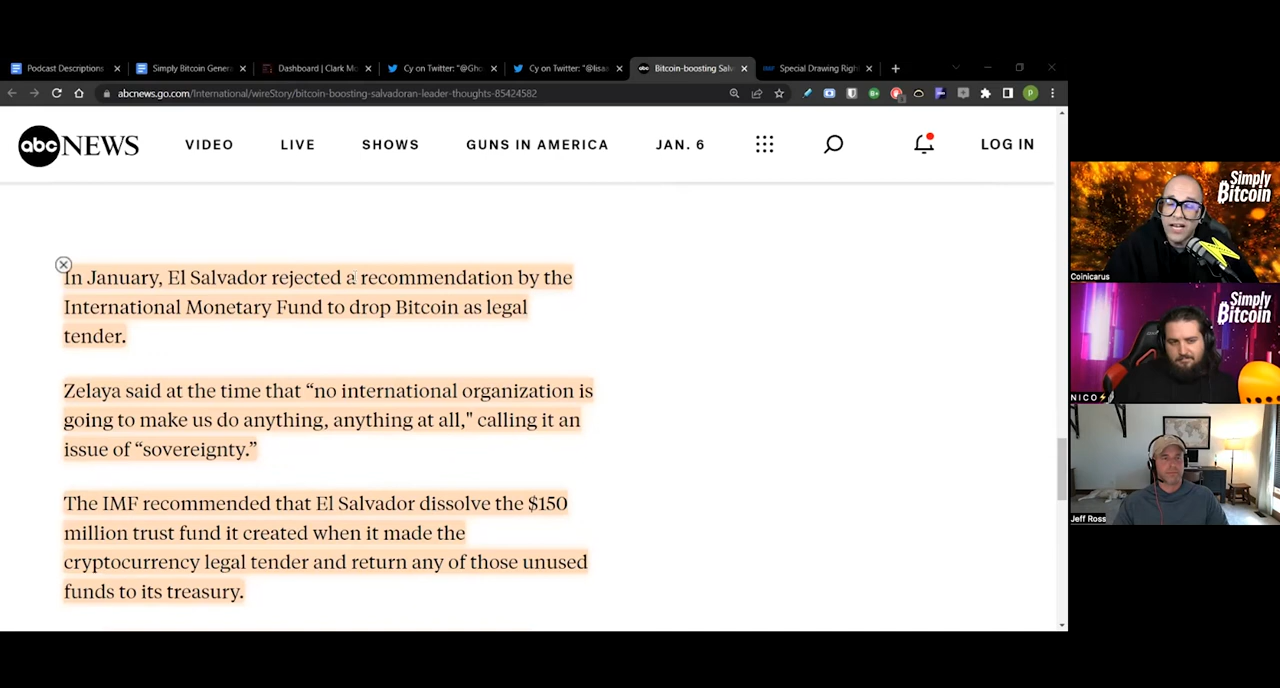 Podcast Descriptions
Simply Bitcoin Gener
Dashboard | Clark Mo
Cy on Twitter: "@Gho
Cy on Twitter: "@lisa
Bitcoin-boosting Salv
Special Drawing Righ
abcnews.go.com/International/wireStory/bitcoin-boosting-salvadoran-leader-thoughts-85424582
P
abc NEWS
VIDEO
LIVE
SHOWS
GUNS IN AMERICA
JAN. 6
LOG IN
In January, El Salvador rejected a recommendation by the
International Monetary Fund to drop Bitcoin as legal
tender.
Zelaya said at the time that “no international organization is
going to make us do anything, anything at all," calling it an
issue of “sovereignty.”
The IMF recommended that El Salvador dissolve the $150
million trust fund it created when it made the
cryptocurrency legal tender and return any of those unused
funds to its treasury.
Simply
Bitcoin
Coinicarus
Simply
Bitcoin
NICO⚡
Jeff Ross